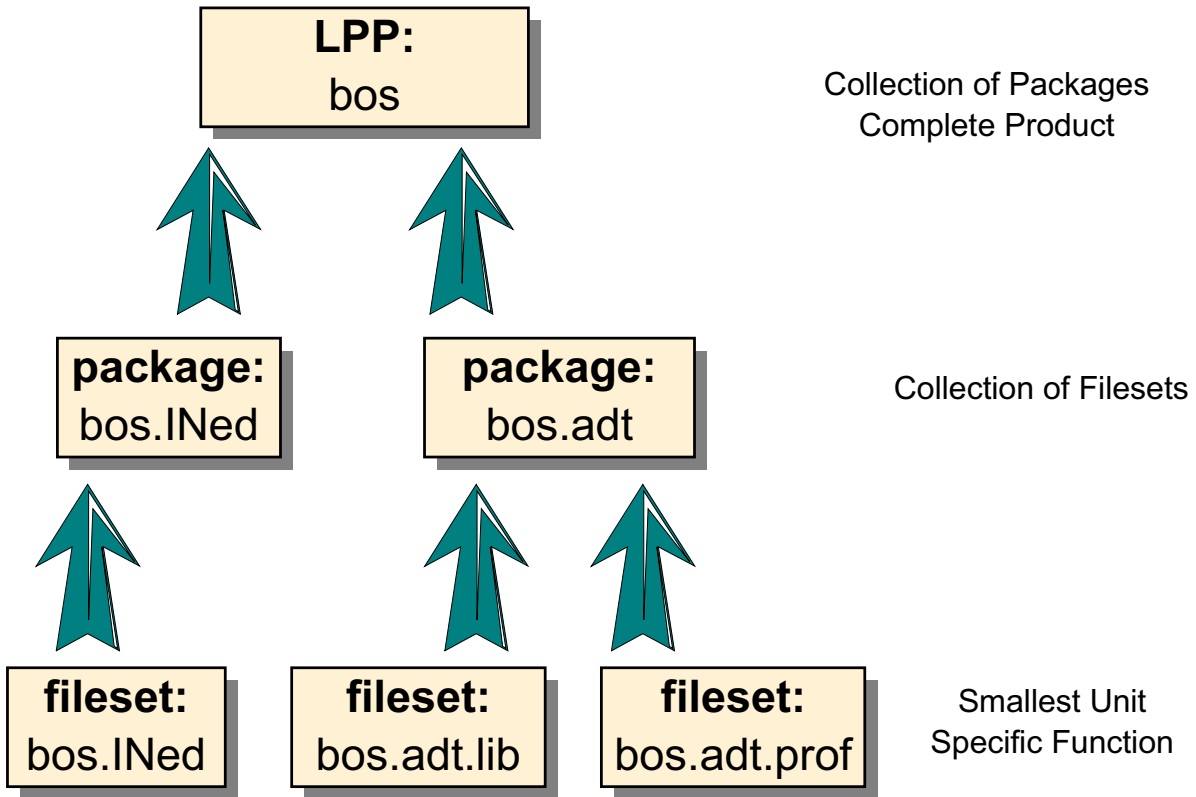 LPP:
bos
Collection of Packages
Complete Product
package:
bos.INed
package:
bos.adt
Collection of Filesets
fileset:
bos.INed
fileset:
bos.adt.lib
fileset:
bos.adt.prof
Smallest Unit
Specific Function